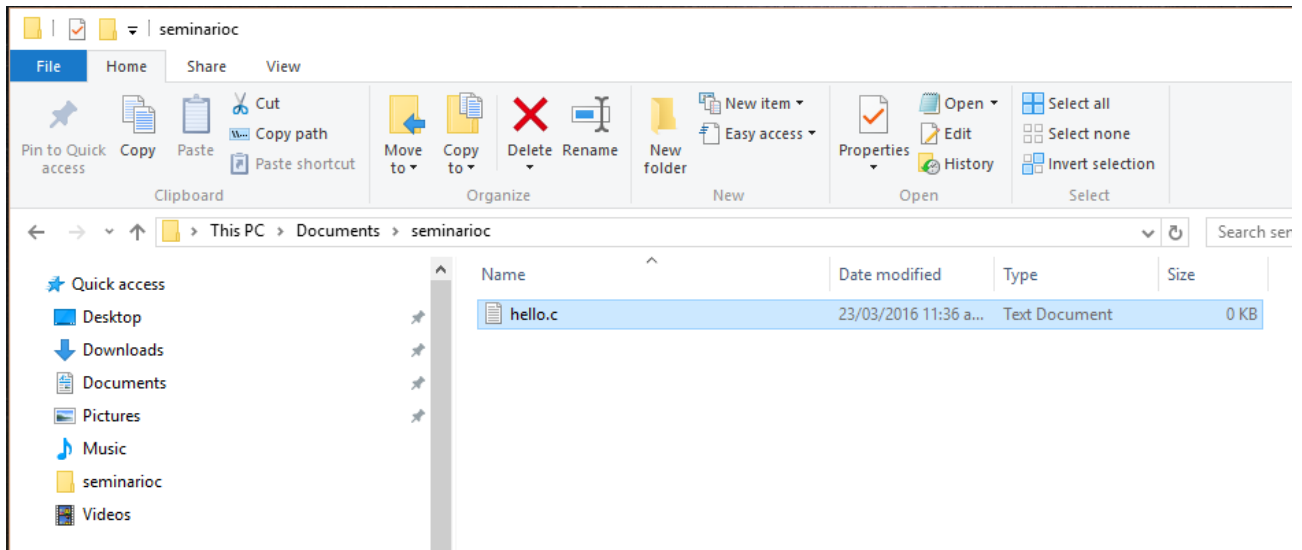 seminarioc
File Home Share View
Pin to Quick access
Copy
Paste
Cut
Copy path
Paste shortcut
Clipboard
Move to
Copy to
Delete
Rename
Organize
New folder
New item
Easy access
New
Properties
Open
Edit
History
Open
Select all
Select none
Invert selection
Select
This PC > Documents > seminarioc
Search ser
Quick access
Desktop
Downloads
Documents
Pictures
Music
seminarioc
Videos
Name Date modified Type Size
hello.c 23/03/2016 11:36 a... Text Document 0 KB